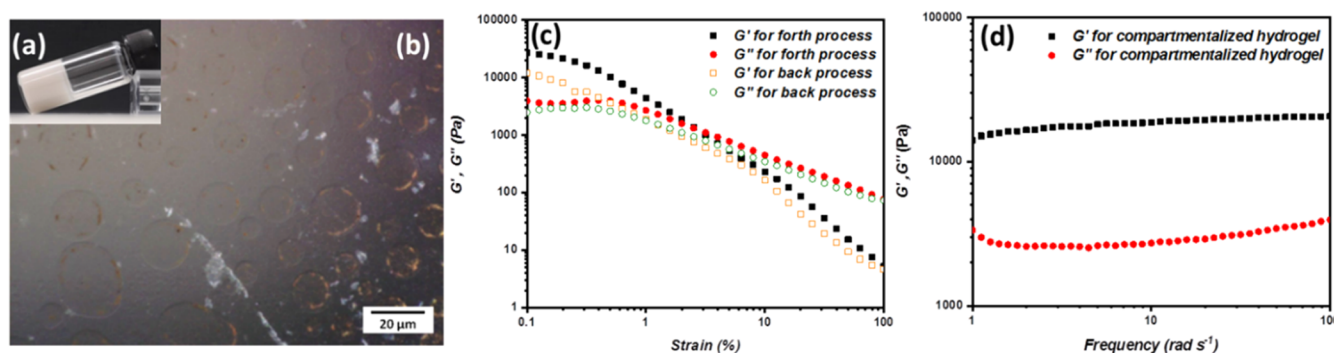 (a)
(b)
20 µm
(c)
G' for forth process
G'' for forth process
G' for back process
G'' for back process
100000
10000
1000
100
10
1
G', G'' (Pa)
0.1
1
10
100
Strain (%)
(d)
G' for compartmentalized hydrogel
G'' for compartmentalized hydrogel
100000
10000
1000
G', G'' (Pa)
1
10
100
Frequency (rad s⁻¹)